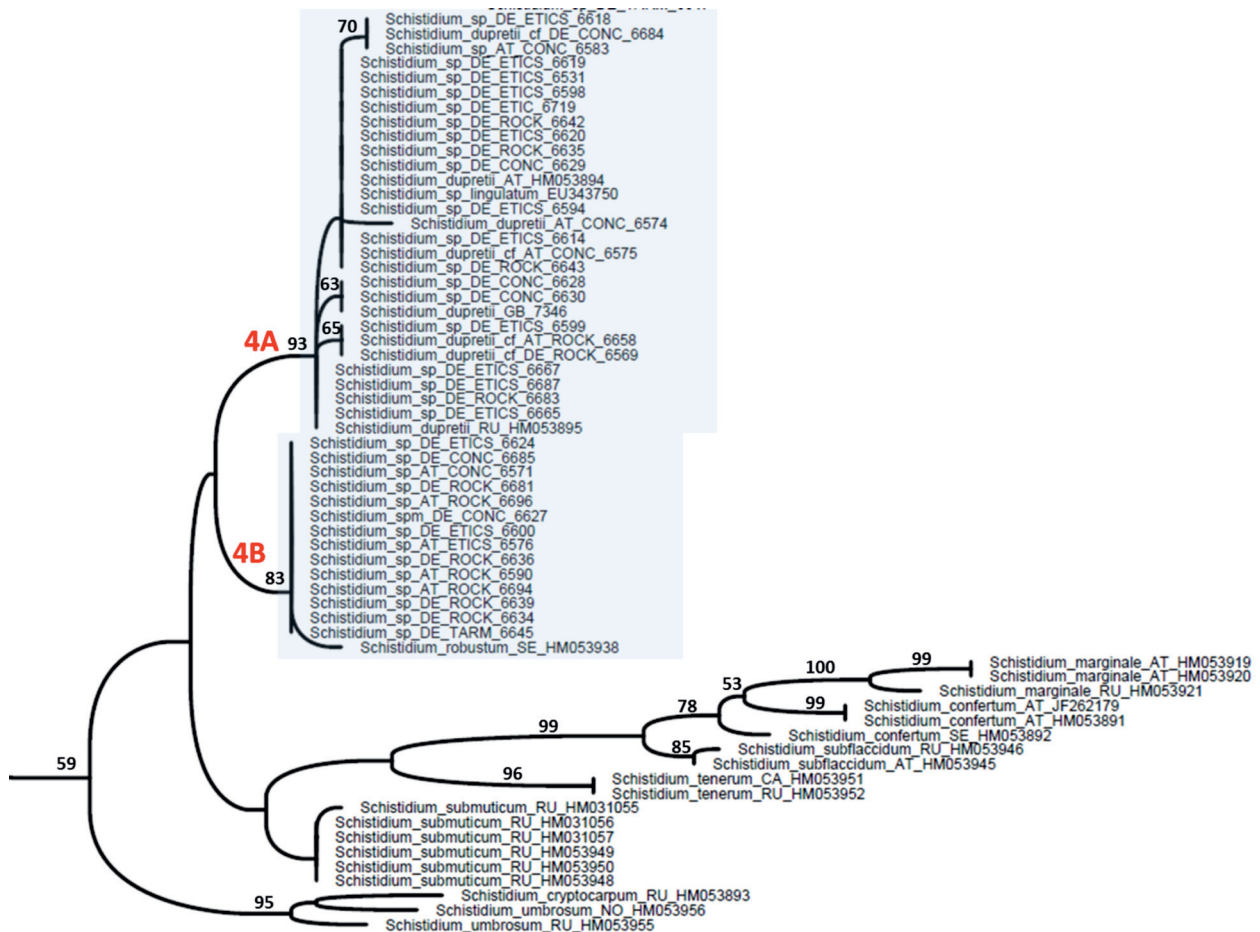 70
Schistidium_sp_DE_ETICS_6618
Schistidium_dupretii_cf_DE_CONC_6684
Schistidium_sp_AT_CONC_6583
Schistidium_sp_DE_ETICS_6619
Schistidium_sp_DE_ETICS_6531
Schistidium_sp_DE_ETICS_6598
Schistidium_sp_DE_ETIC_6719
Schistidium_sp_DE_ROCK_6642
Schistidium_sp_DE_ETICS_6620
Schistidium_sp_DE_ROCK_6635
Schistidium_sp_DE_CONC_6629
Schistidium_dupretii_AT_HM053894
Schistidium_sp_lingulatum_EU343750
Schistidium_sp_DE_ETICS_6594
Schistidium_dupretii_AT_CONC_6574
Schistidium_sp_DE_ETICS_6614
Schistidium_dupretii_cf_AT_CONC_6575
Schistidium_sp_DE_ROCK_6643
63
Schistidium_sp_DE_CONC_6628
Schistidium_sp_DE_CONC_6630
Schistidium_dupretii_GB_7346
65
Schistidium_sp_DE_ETICS_6599
Schistidium_dupretii_cf_AT_ROCK_6658
Schistidium_dupretii_cf_DE_ROCK_6569
4A 93
Schistidium_sp_DE_ETICS_6667
Schistidium_sp_DE_ETICS_6687
Schistidium_sp_DE_ROCK_6683
Schistidium_sp_DE_ETICS_6665
Schistidium_dupretii_RU_HM053895
Schistidium_sp_DE_ETICS_6624
Schistidium_sp_DE_CONC_6685
Schistidium_sp_AT_CONC_6571
Schistidium_sp_DE_ROCK_6681
Schistidium_sp_AT_ROCK_6696
Schistidium_spm_DE_CONC_6627
Schistidium_sp_DE_ETICS_6600
Schistidium_sp_AT_ETICS_6576
4B
83
Schistidium_sp_DE_ROCK_6636
Schistidium_sp_AT_ROCK_6590
Schistidium_sp_AT_ROCK_6694
Schistidium_sp_DE_ROCK_6639
Schistidium_sp_DE_ROCK_6634
Schistidium_sp_DE_TARM_6645
Schistidium_robustum_SE_HM053938
99
100
Schistidium_marginale_AT_HM053919
Schistidium_marginale_AT_HM053920
53
Schistidium_marginale_RU_HM053921
99
78
Schistidium_confertum_AT_JF262179
Schistidium_confertum_AT_HM053891
99
Schistidium_confertum_SE_HM053892
85
Schistidium_subflaccidum_RU_HM053946
Schistidium_subflaccidum_AT_HM053945
59
96
Schistidium_tenerum_CA_HM053951
Schistidium_tenerum_RU_HM053952
Schistidium_submuticum_RU_HM031055
Schistidium_submuticum_RU_HM031056
Schistidium_submuticum_RU_HM031057
Schistidium_submuticum_RU_HM053949
Schistidium_submuticum_RU_HM053950
Schistidium_submuticum_RU_HM053948
95
Schistidium_cryptocarpum_RU_HM053893
Schistidium_umbrosum_NO_HM053956
Schistidium_umbrosum_RU_HM053955